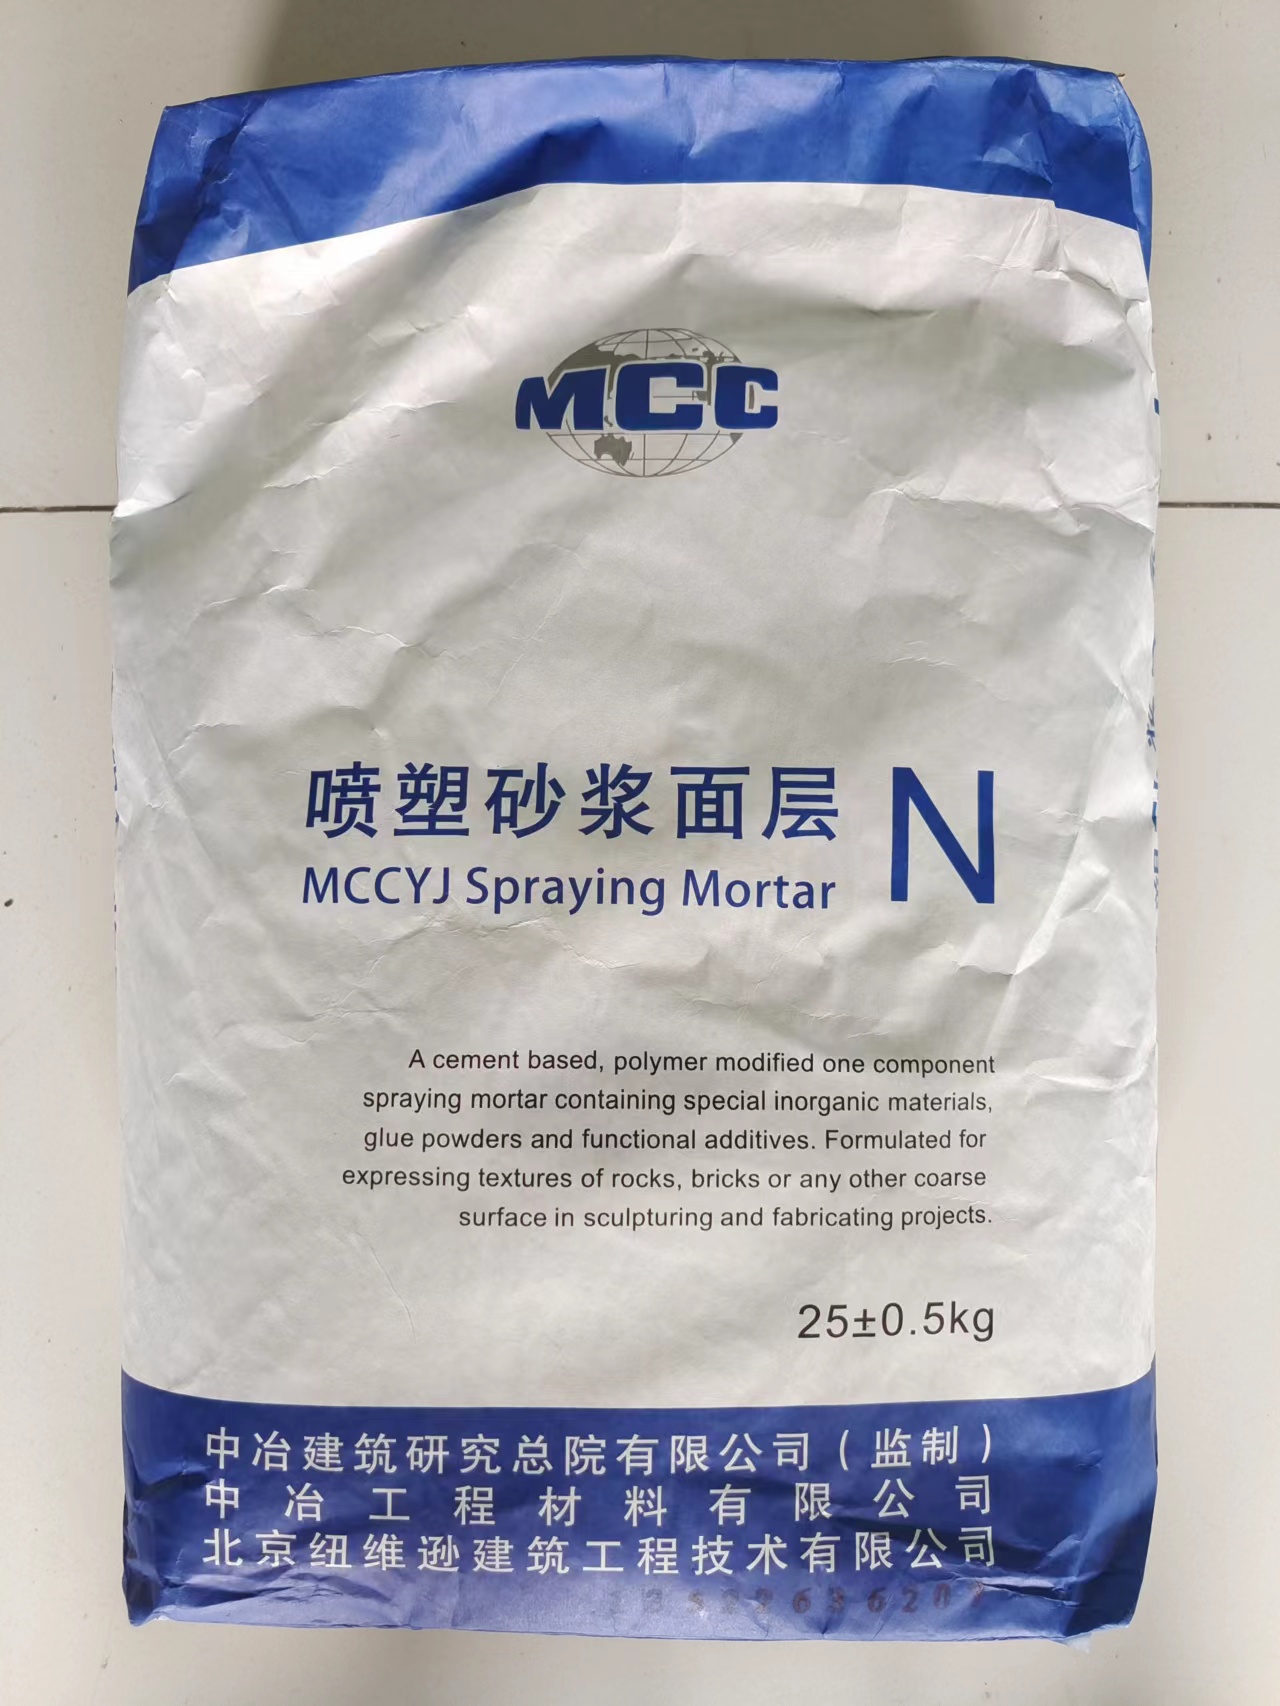 MCC
喷塑砂浆面层 N
MCCYJ Spraying Mortar
A cement based, polymer modified one component
spraying mortar containing special inorganic materials,
glue powders and functional additives. Formulated for
expressing textures of rocks, bricks or any other coarse
surface in sculpturing and fabricating projects.
25±0.5kg
中冶建筑研究总院有限公司（监制）
中冶工程材料有限公司
北京纽维逊建筑工程技术有限公司